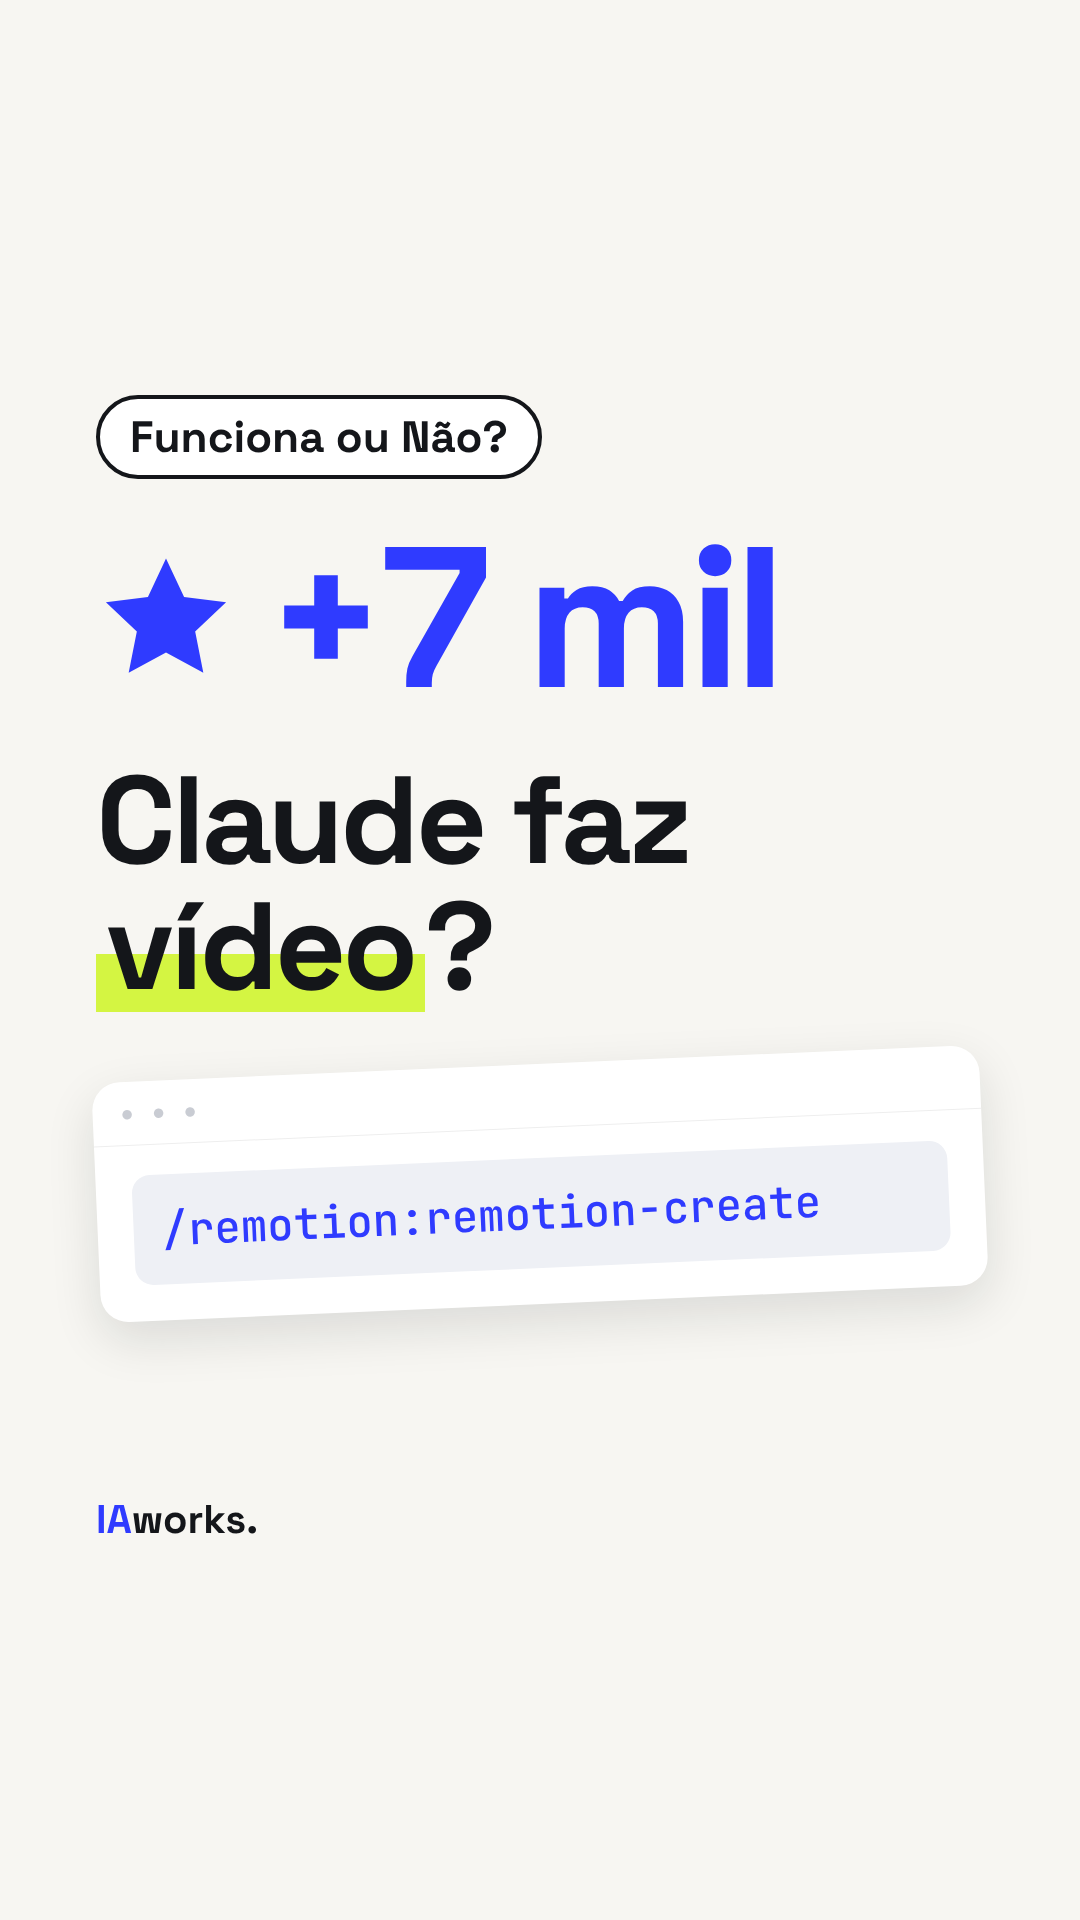 Funciona ou Não?
+7 mil
Claude faz
vídeo?
/remotion:remotion-create
IAworks.